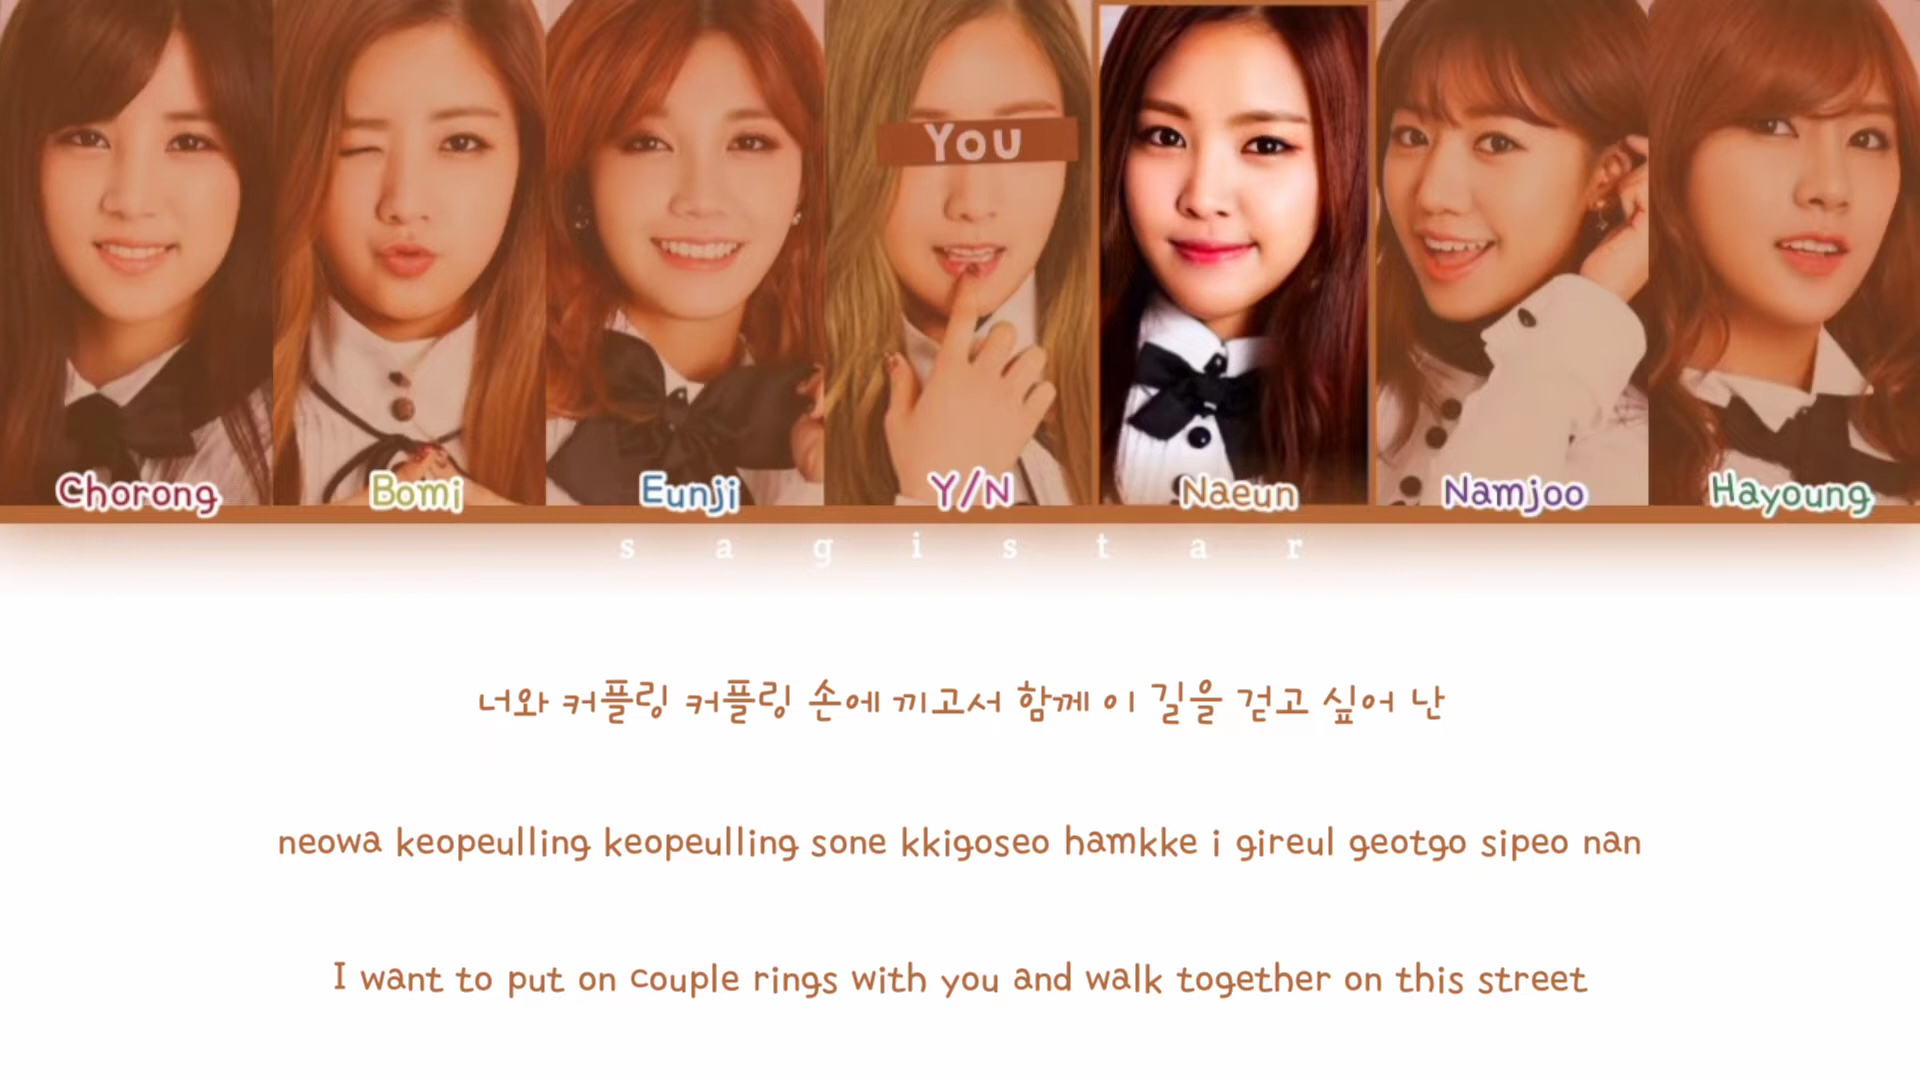 You
Chorong Bomi Eunji Y/N Naeun Namjoo Hayoung
s a g i s t a r
너와 커플링 커플링 손에 끼고서 함께 이 길을 걷고 싶어 난
neowa keopeulling keopeulling sone kkigoseo hamkke i gireul geotgo sipeo nan
I want to put on couple rings with you and walk together on this street